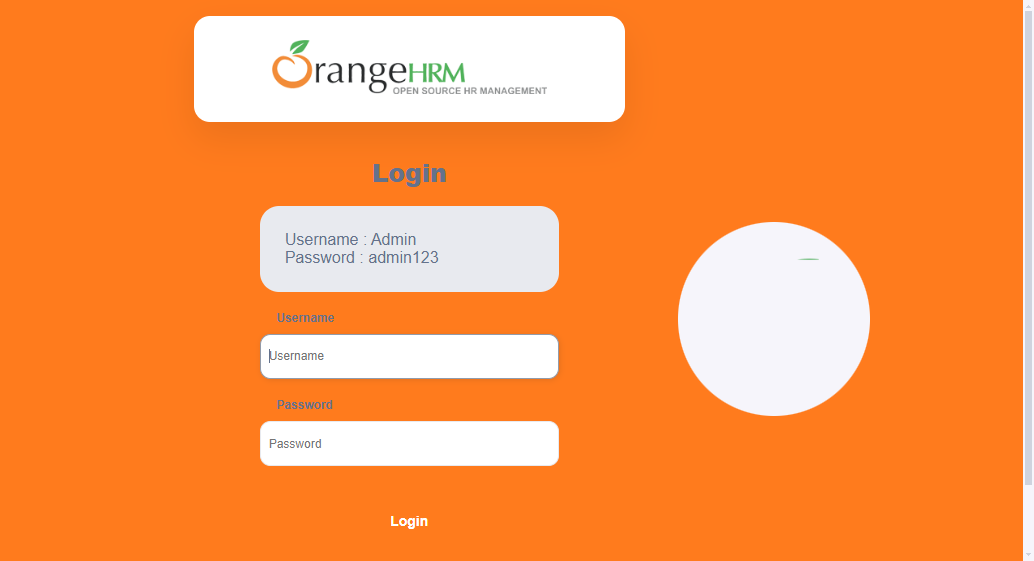 OrangeHRM
OPEN SOURCE HR MANAGEMENT
Login
Username : Admin
Password : admin123
Username
Username
Password
Password
Login